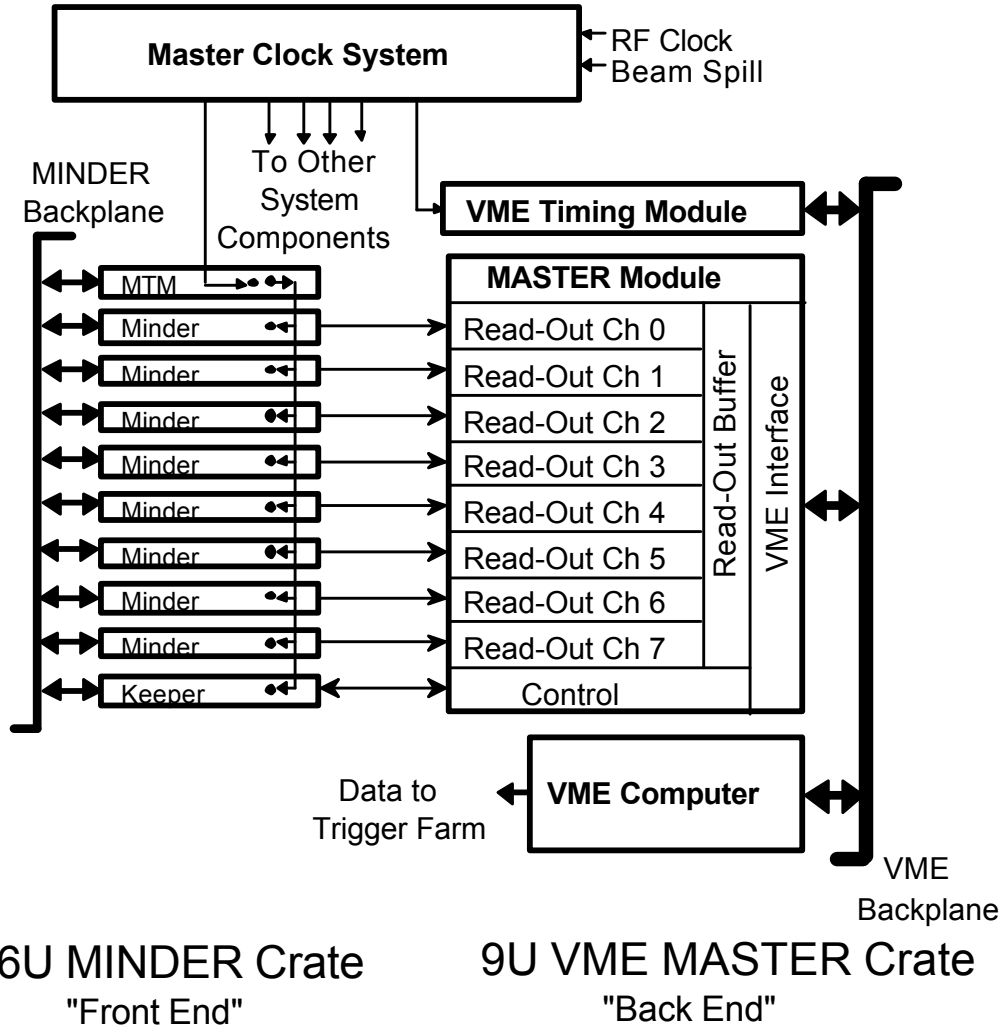 Master Clock System
RF Clock
Beam Spill
To Other
System
Components
MINDER
Backplane
VME Timing Module
MTM
Minder
Minder
Minder
Minder
Minder
Minder
Minder
Minder
Keeper
MASTER Module
Read-Out Ch 0
Read-Out Ch 1
Read-Out Ch 2
Read-Out Ch 3
Read-Out Ch 4
Read-Out Ch 5
Read-Out Ch 6
Read-Out Ch 7
Control
Read-Out Buffer
VME Interface
Data to
Trigger Farm
VME Computer
VME
Backplane
6U MINDER Crate
"Front End"
9U VME MASTER Crate
"Back End"